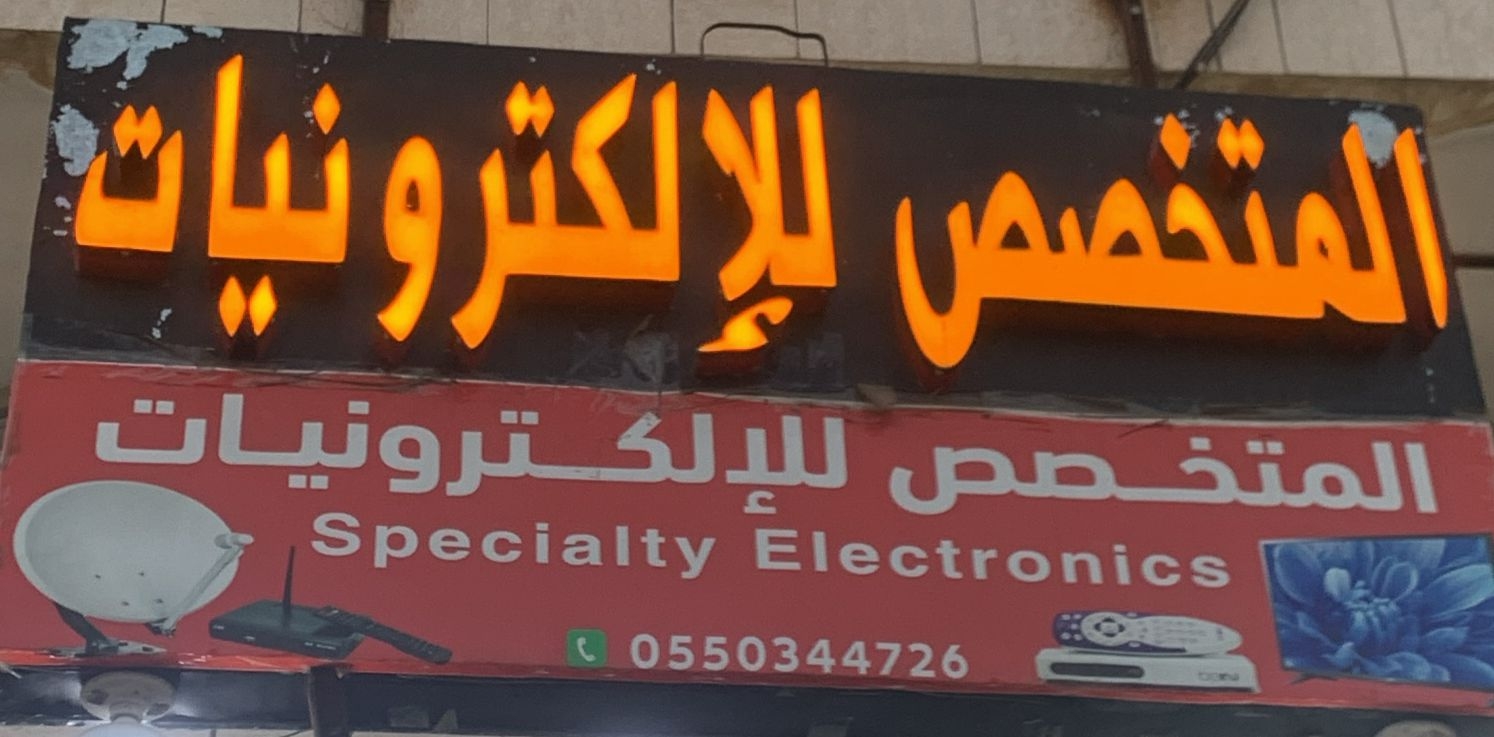 المتخصص للإلكترونيات
المتخصص للإلكترونيات
Specialty Electronics
0550344726